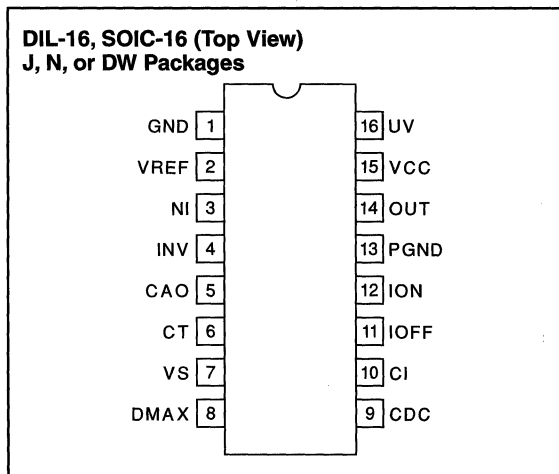 DIL-16, SOIC-16 (Top View)
J, N, or DW Packages
GND 1 16 UV
VREF 2 15 VCC
NI 3 14 OUT
INV 4 13 PGND
CAO 5 12 ION
CT 6 11 IOFF
VS 7 10 CI
DMAX 8 9 CDC